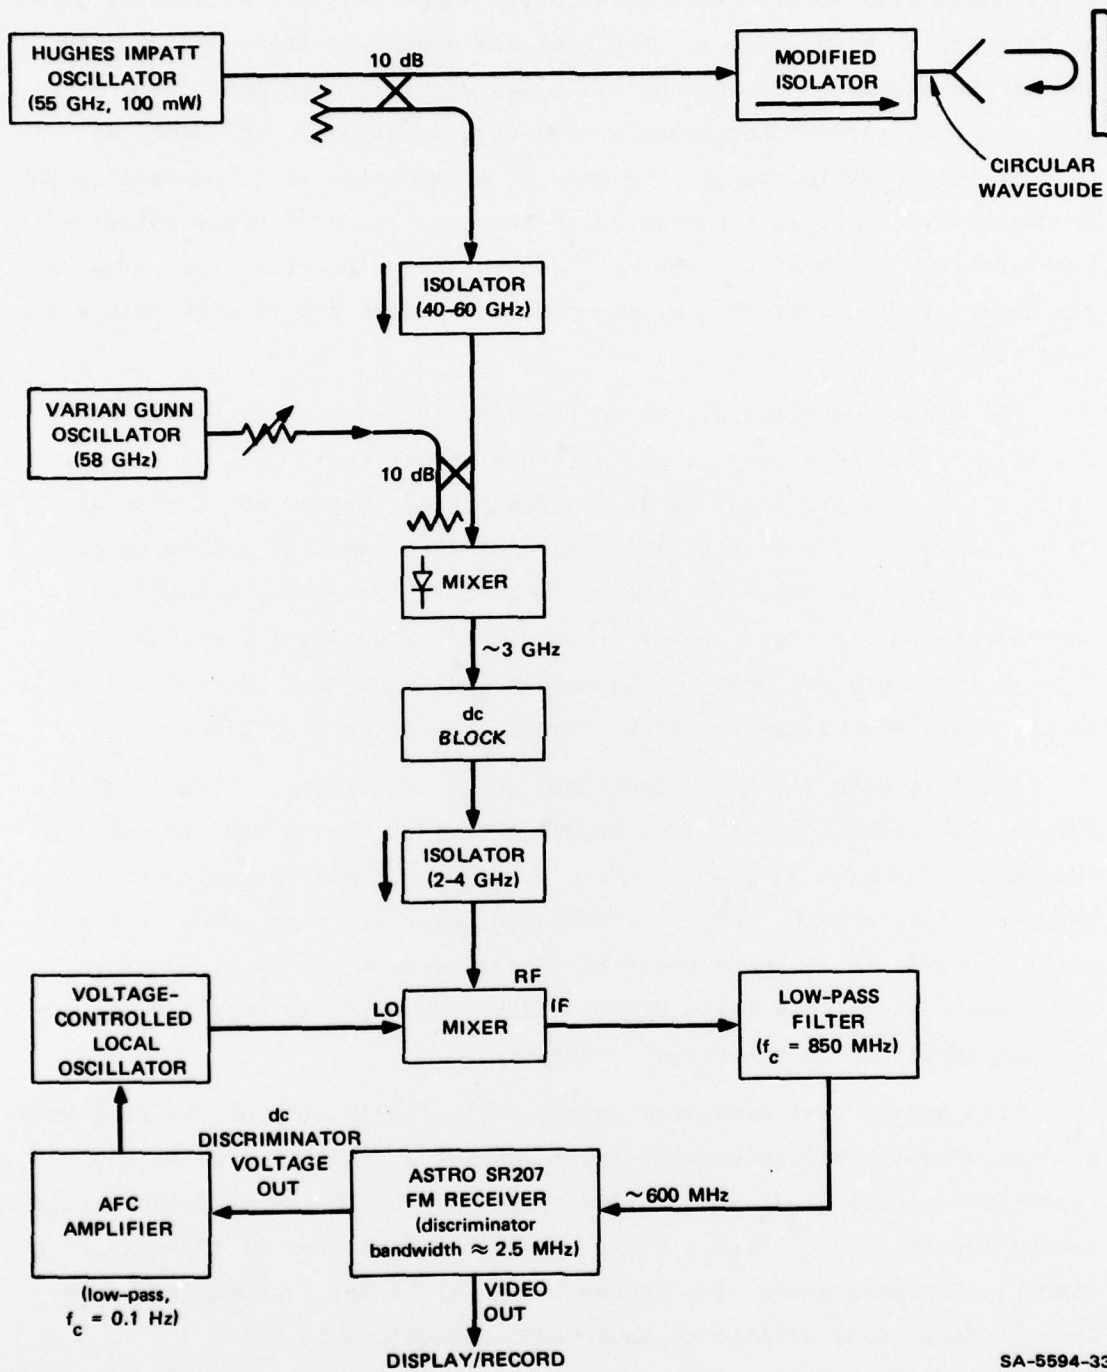 HUGHES IMPATT
OSCILLATOR
(55 GHz, 100 mW)
10 dB
MODIFIED
ISOLATOR
CIRCULAR
WAVEGUIDE
ISOLATOR
(40-60 GHz)
VARIAN GUNN
OSCILLATOR
(58 GHz)
10 dB
MIXER
~3 GHz
dc
BLOCK
ISOLATOR
(2-4 GHz)
VOLTAGE-
CONTROLLED
LOCAL
OSCILLATOR
LO
RF
MIXER
IF
LOW-PASS
FILTER
(f_c = 850 MHz)
dc
DISCRIMINATOR
VOLTAGE
OUT
AFC
AMPLIFIER
(low-pass,
f_c = 0.1 Hz)
ASTRO SR207
FM RECEIVER
(discriminator
bandwidth ≈ 2.5 MHz)
~600 MHz
VIDEO
OUT
DISPLAY/RECORD
SA-5594-32